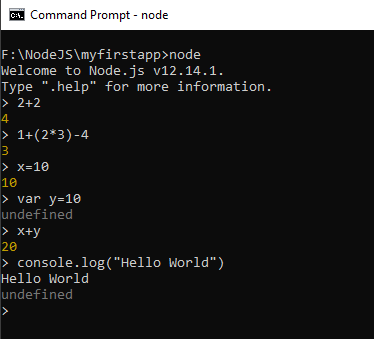 Command Prompt - node
F:\NodeJS\myfirstapp>node
Welcome to Node.js v12.14.1.
Type ".help" for more information.
> 2+2
4
> 1+(2*3)-4
3
> x=10
10
> var y=10
undefined
> x+y
20
> console.log("Hello World")
Hello World
undefined
>